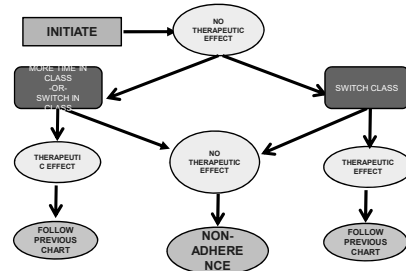 INITIATE
NO
THERAPEUTIC
EFFECT
MORE TIME IN
CLASS
-OR-
SWITCH IN
CLASS
SWITCH CLASS
THERAPEUTI
C EFFECT
NO
THERAPEUTIC
EFFECT
THERAPEUTIC
EFFECT
FOLLOW
PREVIOUS
CHART
NON-
ADHERE
NCE
FOLLOW
PREVIOUS
CHART